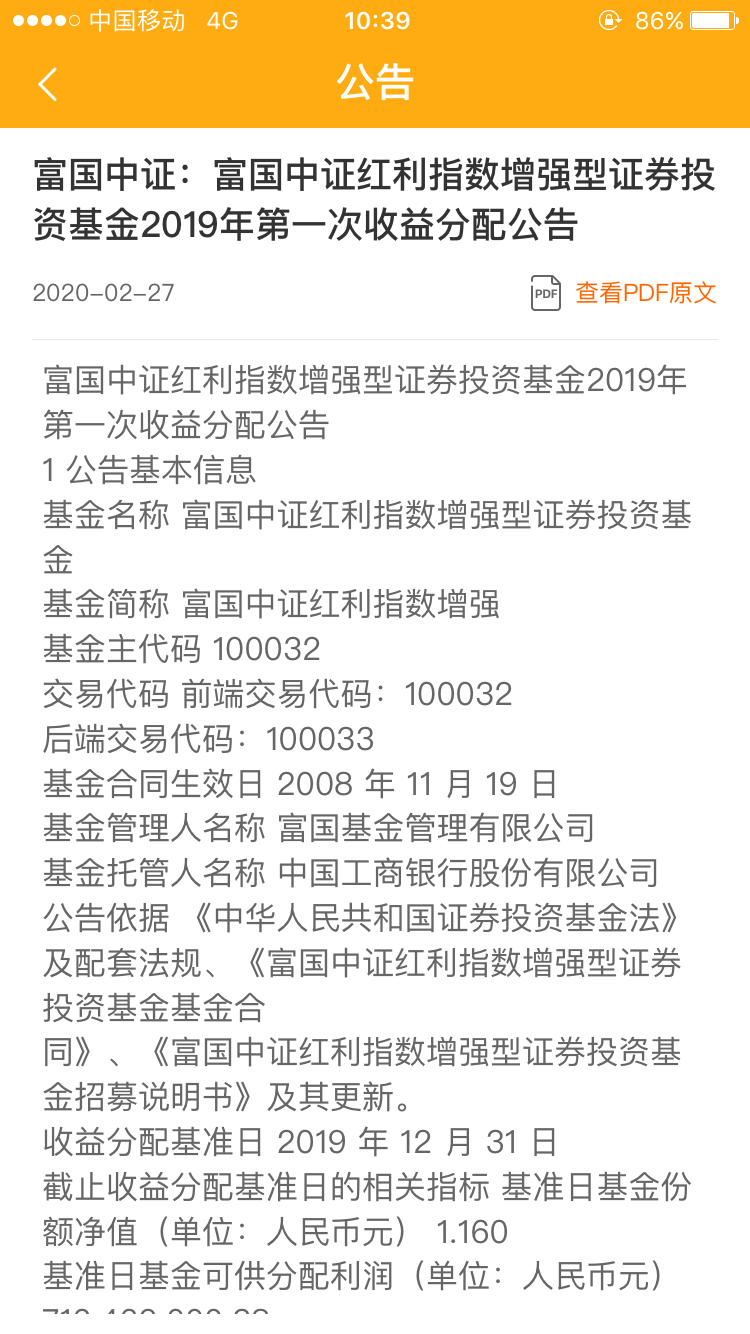 中国移动 4G 10:39 86%
公告
富国中证：富国中证红利指数增强型证券投
资基金2019年第一次收益分配公告
2020-02-27 PDF 查看PDF原文
富国中证红利指数增强型证券投资基金2019年
第一次收益分配公告
1 公告基本信息
基金名称 富国中证红利指数增强型证券投资基
金
基金简称 富国中证红利指数增强
基金主代码 100032
交易代码 前端交易代码：100032
后端交易代码：100033
基金合同生效日 2008 年 11 月 19 日
基金管理人名称 富国基金管理有限公司
基金托管人名称 中国工商银行股份有限公司
公告依据 《中华人民共和国证券投资基金法》
及配套法规、《富国中证红利指数增强型证券
投资基金基金合
同》、《富国中证红利指数增强型证券投资基
金招募说明书》及其更新。
收益分配基准日 2019 年 12 月 31 日
截止收益分配基准日的相关指标 基准日基金份
额净值（单位：人民币元） 1.160
基准日基金可供分配利润（单位：人民币元）